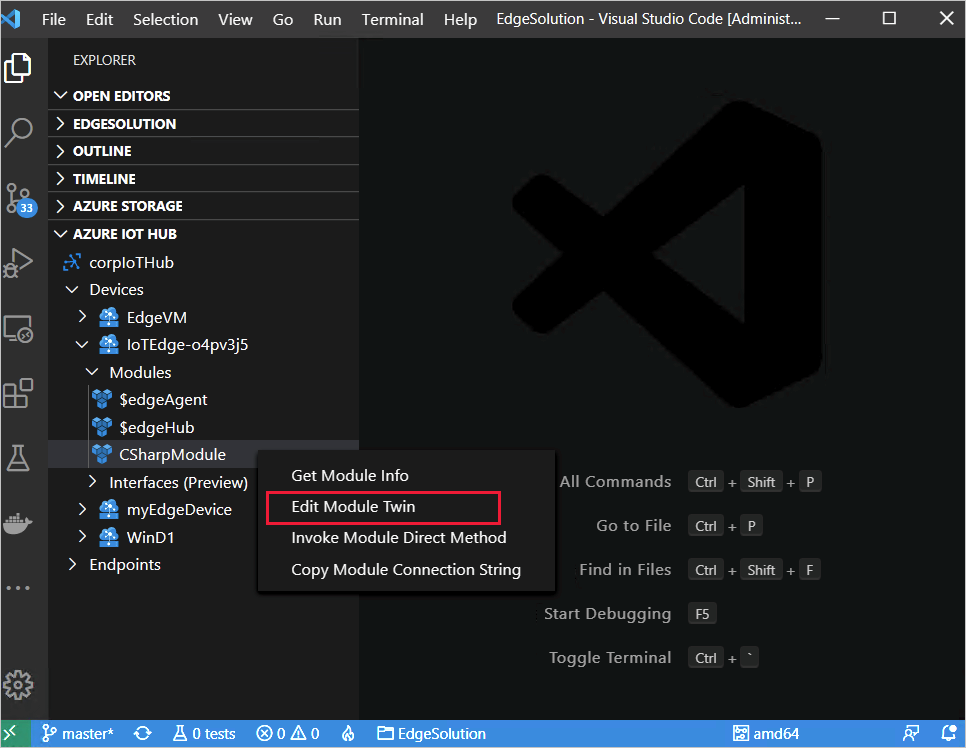 File Edit Selection View Go Run Terminal Help EdgeSolution - Visual Studio Code [Administ...
EXPLORER
OPEN EDITORS
EDGESOLUTION
OUTLINE
TIMELINE
33
AZURE STORAGE
AZURE IOT HUB
corpIoTHub
Devices
EdgeVM
IoTEdge-o4pv3j5
Modules
$edgeAgent
$edgeHub
CSharpModule
Interfaces (Preview)
myEdgeDevice
WinD1
Endpoints
Get Module Info
Edit Module Twin
Invoke Module Direct Method
Copy Module Connection String
All Commands Ctrl + Shift + P
Go to File Ctrl + P
Find in Files Ctrl + Shift + F
Start Debugging F5
Toggle Terminal Ctrl + `
master* 0 tests 0 0 EdgeSolution amd64